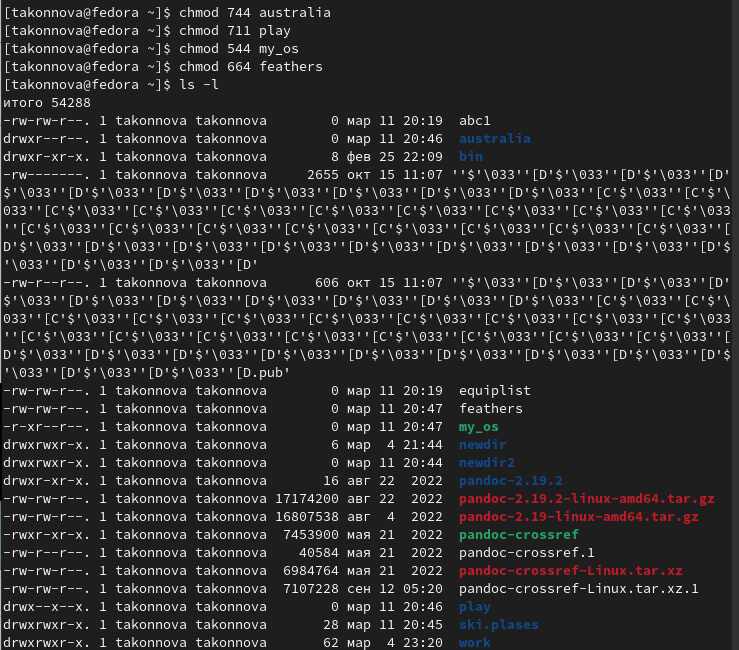 [takonnova@fedora ~]$ chmod 744 australia
[takonnova@fedora ~]$ chmod 711 play
[takonnova@fedora ~]$ chmod 544 my_os
[takonnova@fedora ~]$ chmod 664 feathers
[takonnova@fedora ~]$ ls -l
итого 54288
-rw-rw-r--. 1 takonnova takonnova        0 мар 11 20:19  abc1
drwxr--r--. 1 takonnova takonnova        0 мар 11 20:46  australia
drwxr-xr-x. 1 takonnova takonnova        8 фев 25 22:09  bin
-rw-------. 1 takonnova takonnova     2655 окт 15 11:07 ''$'\033''[D'$'\033''[D'$'\033''[D'
$'\033''[D'$'\033''[D'$'\033''[D'$'\033''[D'$'\033''[D'$'\033''[D'$'\033''[C'$'\033''[C'$'\
033''[C'$'\033''[C'$'\033''[C'$'\033''[C'$'\033''[C'$'\033''[C'$'\033''[C'$'\033''[C'$'\033
''[C'$'\033''[C'$'\033''[C'$'\033''[C'$'\033''[C'$'\033''[C'$'\033''[C'$'\033''[C'$'\033''[
D'$'\033''[D'$'\033''[D'$'\033''[D'$'\033''[D'$'\033''[D'$'\033''[D'$'\033''[D'$'\033''[D'$
'\033''[D'$'\033''[D'$'\033''[D'
-rw-r--r--. 1 takonnova takonnova      606 окт 15 11:07 ''$'\033''[D'$'\033''[D'$'\033''[D'
$'\033''[D'$'\033''[D'$'\033''[D'$'\033''[D'$'\033''[D'$'\033''[D'$'\033''[C'$'\033''[C'$'\
033''[C'$'\033''[C'$'\033''[C'$'\033''[C'$'\033''[C'$'\033''[C'$'\033''[C'$'\033''[C'$'\033
''[C'$'\033''[C'$'\033''[C'$'\033''[C'$'\033''[C'$'\033''[C'$'\033''[C'$'\033''[C'$'\033''[
D'$'\033''[D'$'\033''[D'$'\033''[D'$'\033''[D'$'\033''[D'$'\033''[D'$'\033''[D'$'\033''[D'$
'\033''[D'$'\033''[D'$'\033''[D.pub'
-rw-rw-r--. 1 takonnova takonnova        0 мар 11 20:19  equiplist
-rw-rw-r--. 1 takonnova takonnova        0 мар 11 20:47  feathers
-r-xr--r--. 1 takonnova takonnova        0 мар 11 20:47  my_os
drwxrwxr-x. 1 takonnova takonnova        6 мар  4 21:44  newdir
drwxrwxr-x. 1 takonnova takonnova        0 мар 11 20:44  newdir2
drwxr-xr-x. 1 takonnova takonnova       16 авг 22  2022  pandoc-2.19.2
-rw-rw-r--. 1 takonnova takonnova 17174200 авг 22  2022  pandoc-2.19.2-linux-amd64.tar.gz
-rw-rw-r--. 1 takonnova takonnova 16807538 авг  4  2022  pandoc-2.19-linux-amd64.tar.gz
-rwxr-xr-x. 1 takonnova takonnova  7453900 мая 21  2022  pandoc-crossref
-rw-r--r--. 1 takonnova takonnova    40584 мая 21  2022  pandoc-crossref.1
-rw-rw-r--. 1 takonnova takonnova  6984764 мая 21  2022  pandoc-crossref-Linux.tar.xz
-rw-rw-r--. 1 takonnova takonnova  7107228 сен 12 05:20  pandoc-crossref-Linux.tar.xz.1
drwx--x--x. 1 takonnova takonnova        0 мар 11 20:46  play
drwxrwxr-x. 1 takonnova takonnova       28 мар 11 20:45  ski.plases
drwxrwxr-x. 1 takonnova takonnova       62 мар  4 23:20  work